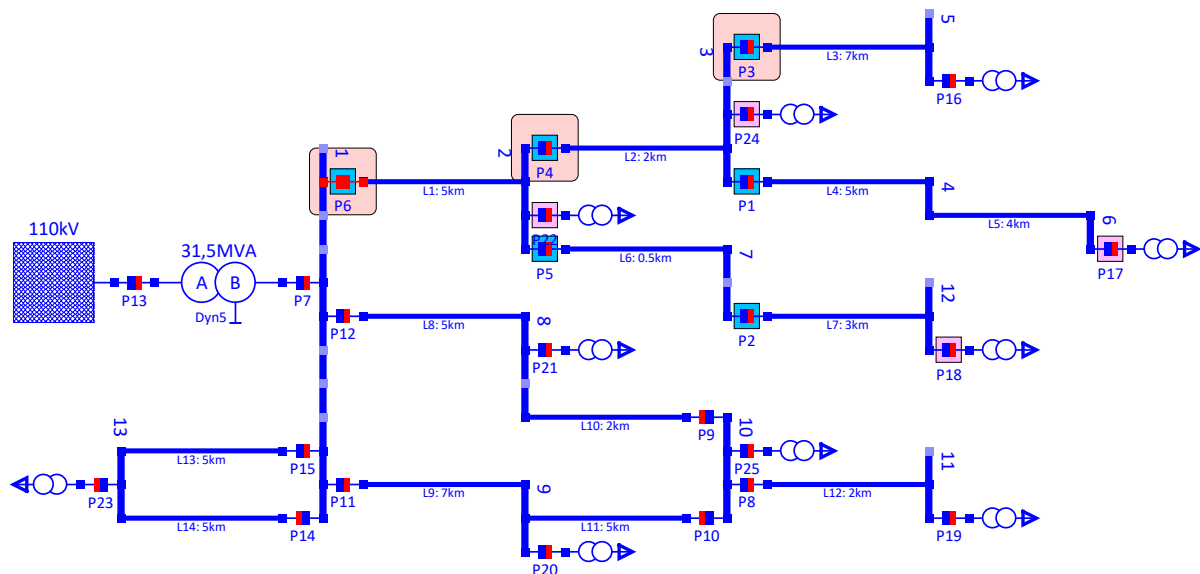 5
3
P3
L3: 7km
P16
P24
1
2
P4
L2: 2km
P6
L1: 5km
P1
L4: 5km
4
P22
L5: 4km
6
P17
110kV
31,5MVA
P5
L6: 0.5km
7
A
B
P13
P7
Dyn5
12
P12
L8: 5km
8
P2
L7: 3km
P21
P18
13
L10: 2km
P9
10
L13: 5km
P15
P25
11
P23
P11
L9: 7km
9
P8
L12: 2km
L14: 5km
P14
L11: 5km
P10
P19
P20